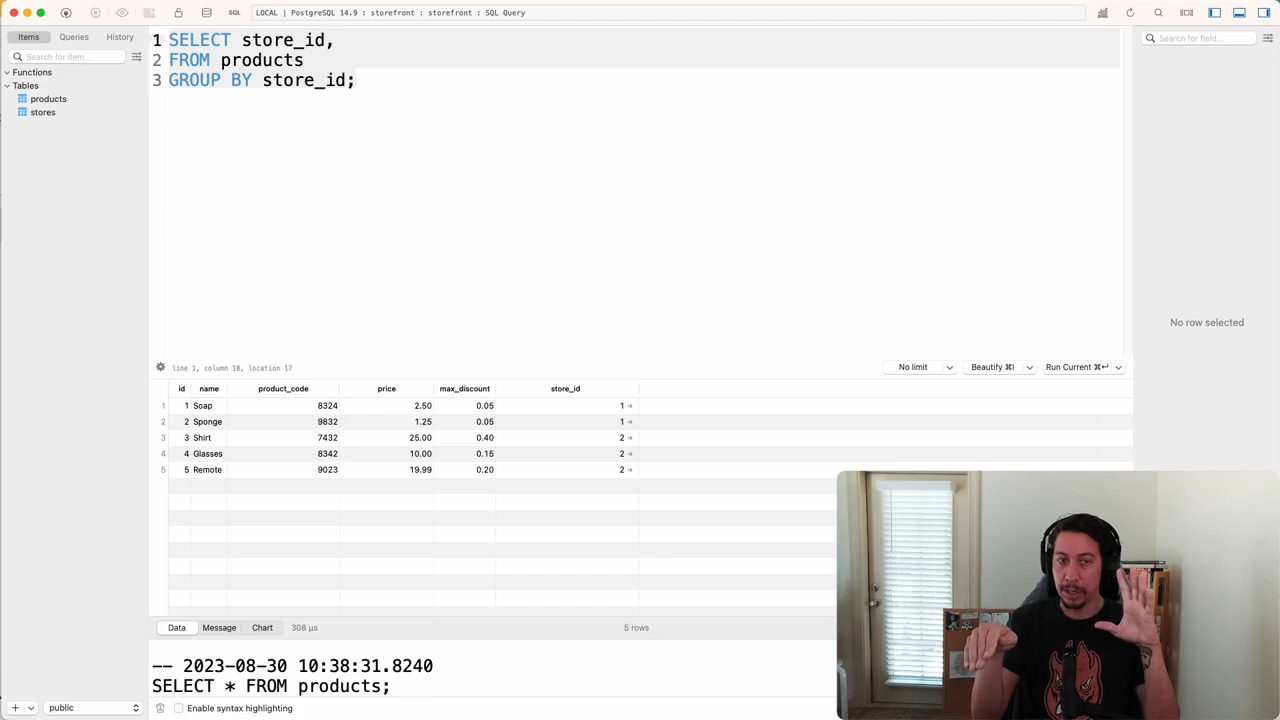 SQL
LOCAL | PostgreSQL 14.9 : storefront : storefront : SQL Query
Items Queries History
Search for item...
Functions
Tables
products
stores
1 SELECT store_id,
2 FROM products
3 GROUP BY store_id;
Search for field...
No row selected
line 1, column 18, location 17
No limit
Beautify ⌘I
Run Current ⌘↵
id name product_code price max_discount store_id
1 1 Soap 8324 2.50 0.05 1 →
2 2 Sponge 9832 1.25 0.05 1 →
3 3 Shirt 7432 25.00 0.40 2 →
4 4 Glasses 8342 10.00 0.15 2 →
5 5 Remote 9023 19.99 0.20 2 →
Data Message Chart 308 µs 5 rows
-- 2023-08-30 10:38:31.8240
SELECT * FROM products;
public
Enable syntax highlighting